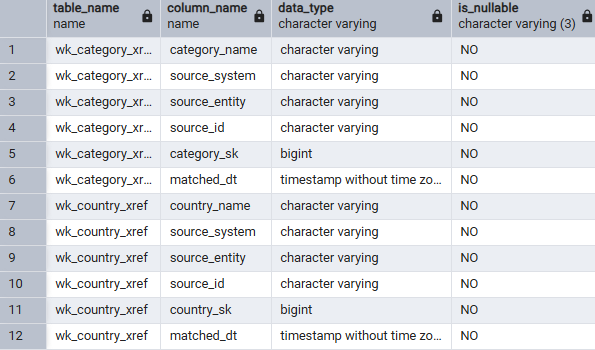 table_name column_name data_type is_nullable
name name character varying character varying (3)
1 wk_category_xr... category_name character varying NO
2 wk_category_xr... source_system character varying NO
3 wk_category_xr... source_entity character varying NO
4 wk_category_xr... source_id character varying NO
5 wk_category_xr... category_sk bigint NO
6 wk_category_xr... matched_dt timestamp without time zo... NO
7 wk_country_xref country_name character varying NO
8 wk_country_xref source_system character varying NO
9 wk_country_xref source_entity character varying NO
10 wk_country_xref source_id character varying NO
11 wk_country_xref country_sk bigint NO
12 wk_country_xref matched_dt timestamp without time zo... NO